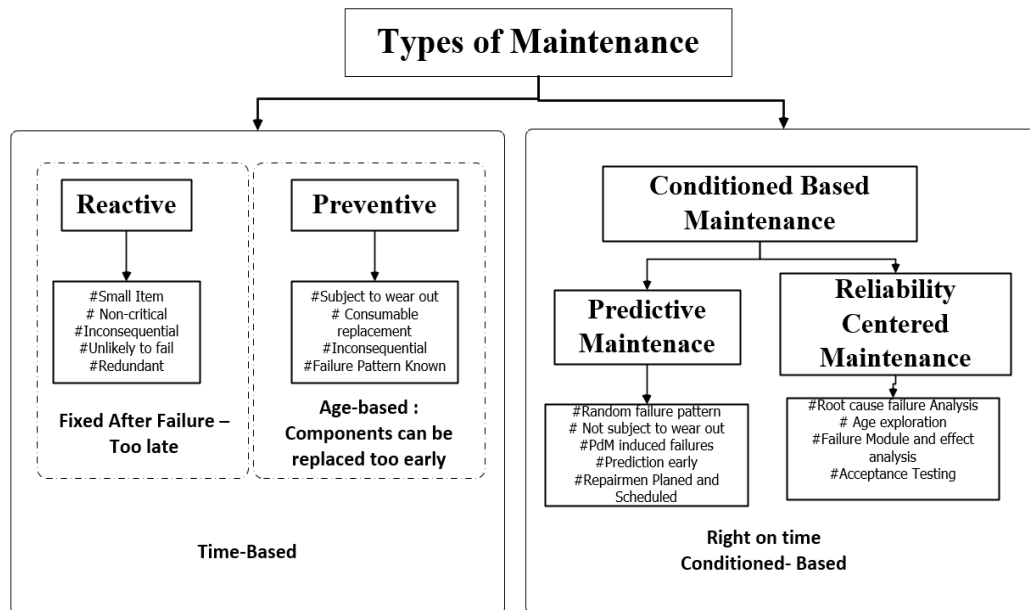 Types of Maintenance
Reactive
#Small Item
# Non-critical
#Inconsequential
#Unlikely to fail
#Redundant
Fixed After Failure –
Too late
Preventive
#Subject to wear out
# Consumable
replacement
#Inconsequential
#Failure Pattern Known
Age-based :
Components can be
replaced too early
Time-Based
Conditioned Based
Maintenance
Predictive
Maintenace
#Random failure pattern
# Not subject to wear out
#PdM induced failures
#Prediction early
#Repairmen Planed and
Scheduled
Reliability
Centered
Maintenance
#Root cause failure Analysis
# Age exploration
#Failure Module and effect
analysis
#Acceptance Testing
Right on time
Conditioned- Based